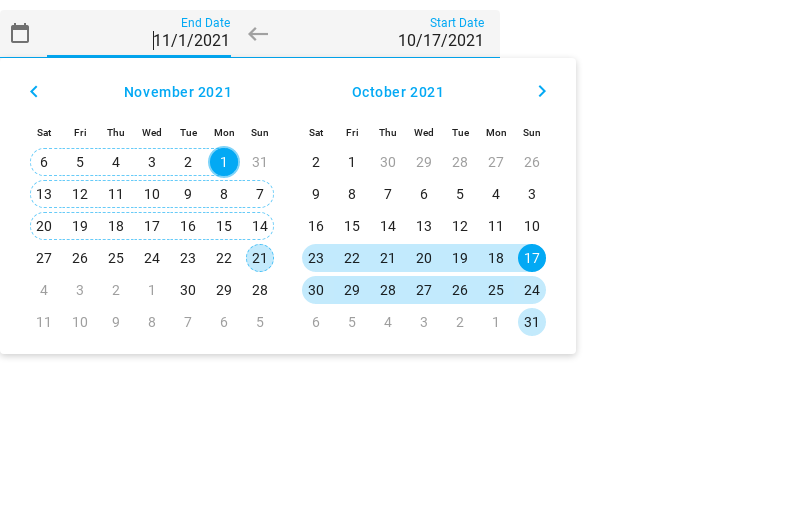 End Date Start Date
11/1/2021 10/17/2021
November 2021 October 2021
Sat Fri Thu Wed Tue Mon Sun Sat Fri Thu Wed Tue Mon Sun
6 5 4 3 2 1 31 2 1 30 29 28 27 26
13 12 11 10 9 8 7 9 8 7 6 5 4 3
20 19 18 17 16 15 14 16 15 14 13 12 11 10
27 26 25 24 23 22 21 23 22 21 20 19 18 17
4 3 2 1 30 29 28 30 29 28 27 26 25 24
11 10 9 8 7 6 5 6 5 4 3 2 1 31